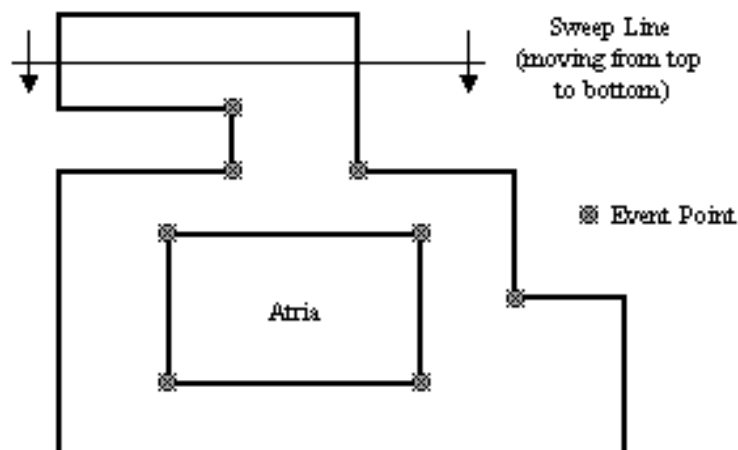 Sweep Line
(moving from top
to bottom)
Event Point
Atria